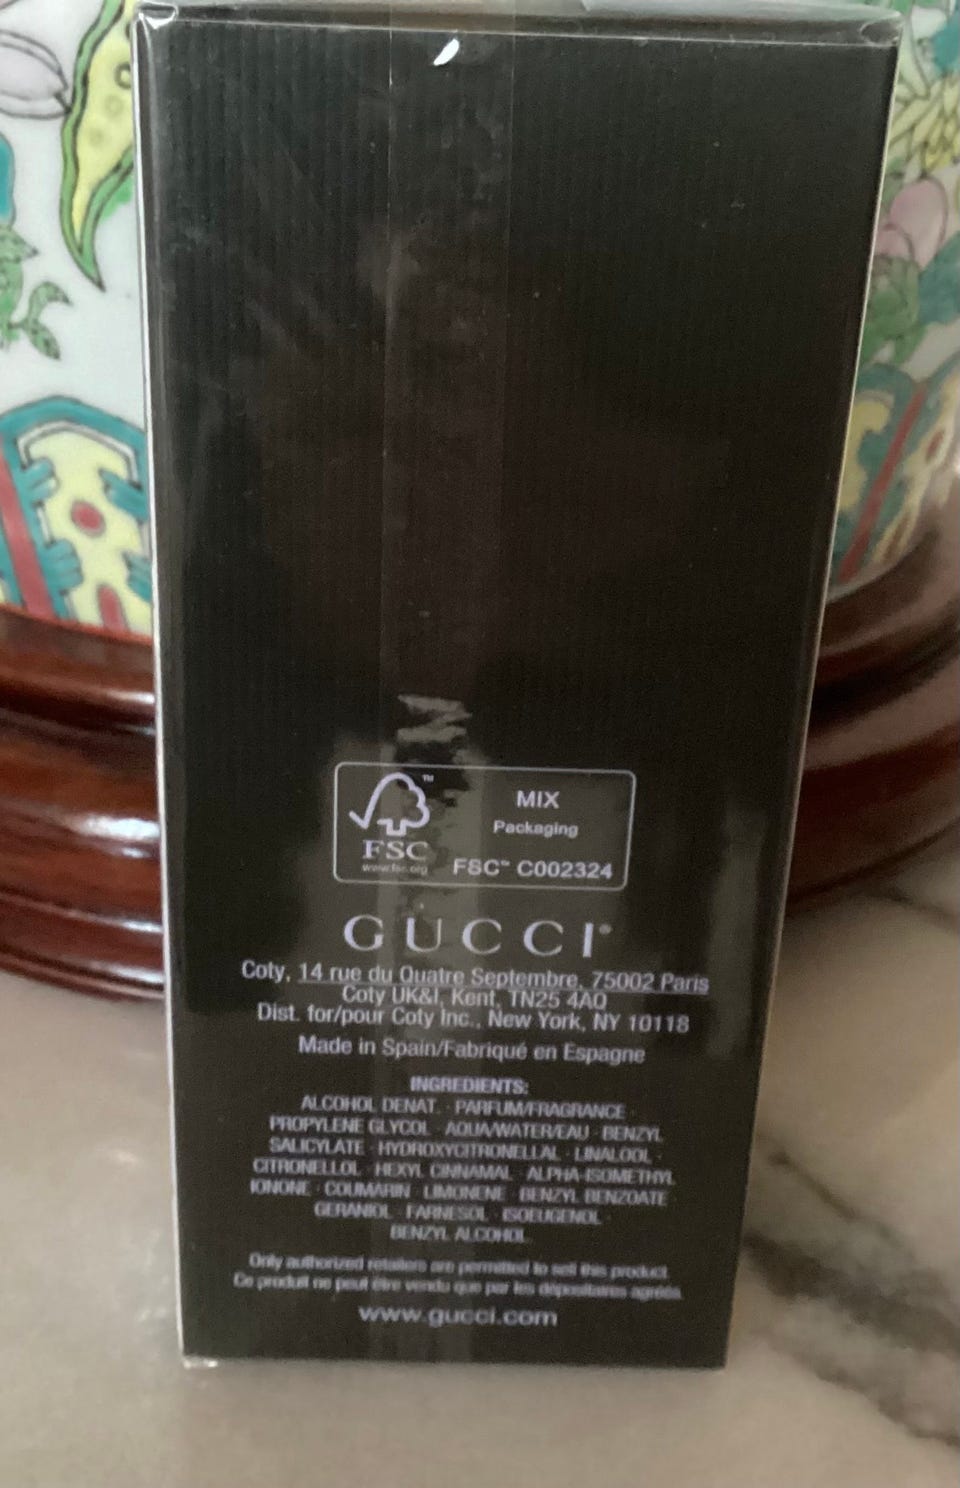 ™
FSC
www.fsc.org
MIX
Packaging
FSC™ C002324
GUCCI®
Coty, 14 rue du Quatre Septembre, 75002 Paris
Coty UK&I, Kent, TN25 4AQ
Dist. for/pour Coty Inc., New York, NY 10118
Made in Spain/Fabriqué en Espagne
INGREDIENTS:
ALCOHOL DENAT. · PARFUM/FRAGRANCE ·
PROPYLENE GLYCOL · AQUA/WATER/EAU · BENZYL
SALICYLATE · HYDROXYCITRONELLAL · LINALOOL ·
CITRONELLOL · HEXYL CINNAMAL · ALPHA-ISOMETHYL
IONONE · COUMARIN · LIMONENE · BENZYL BENZOATE ·
GERANIOL · FARNESOL · ISOEUGENOL ·
BENZYL ALCOHOL
Only authorized retailers are permitted to sell this product.
Ce produit ne peut être vendu que par les dépositaires agréés.
www.gucci.com